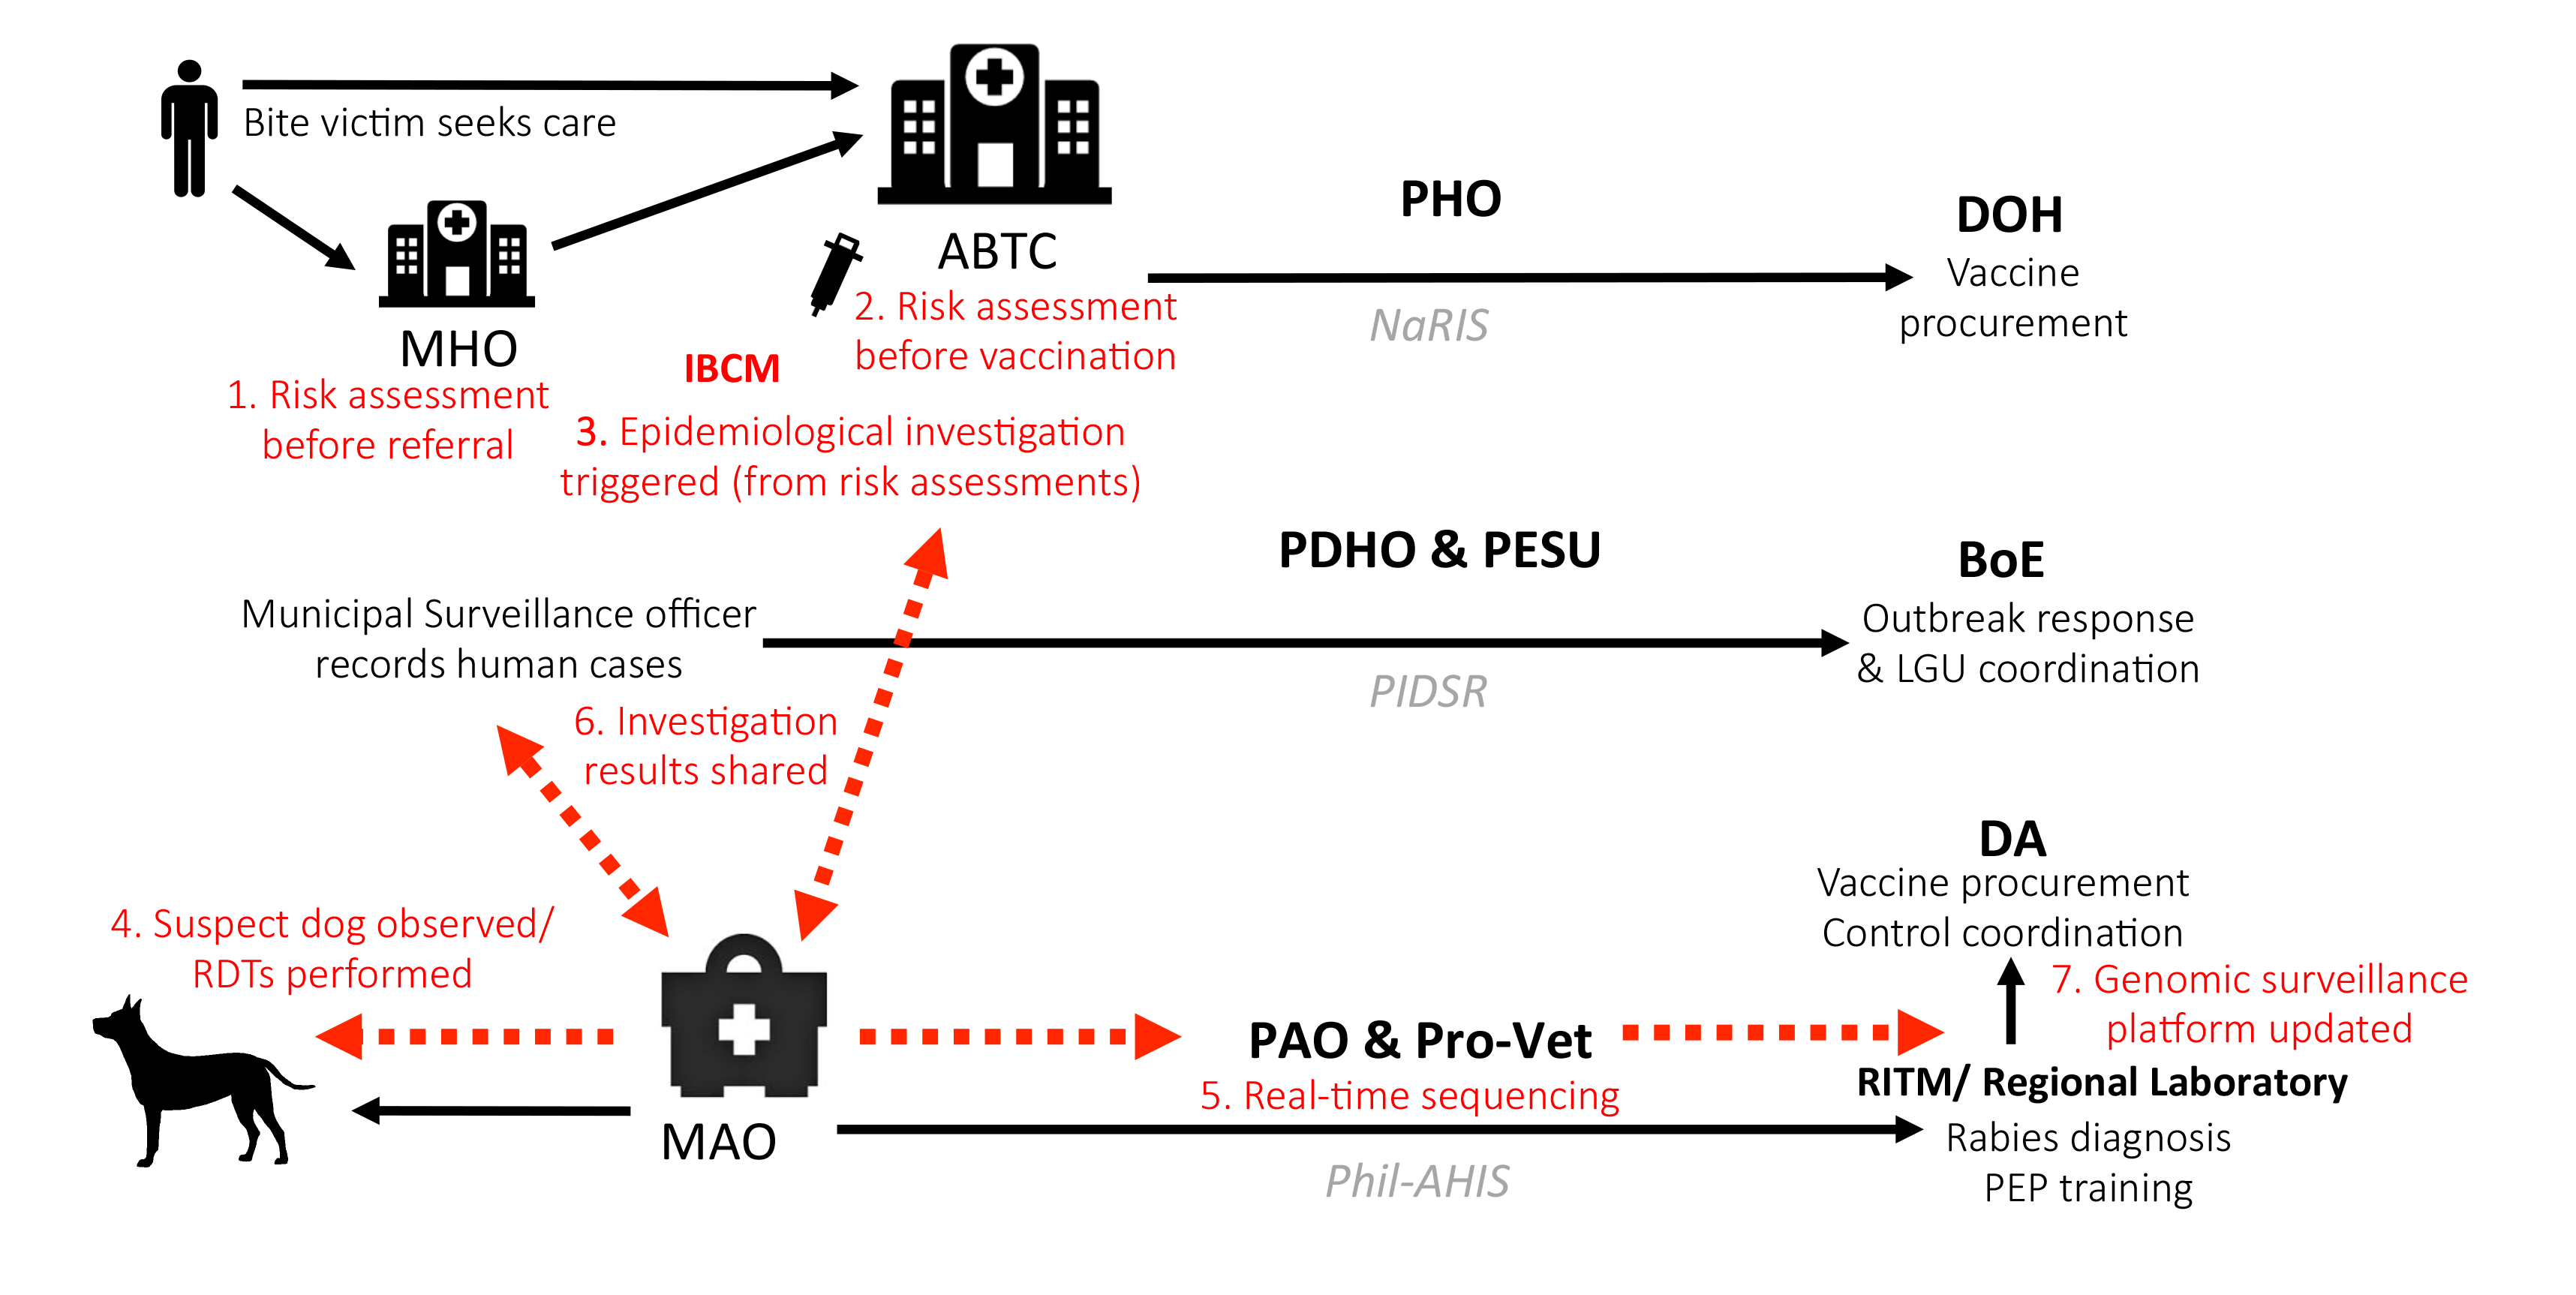 Bite victim seeks care
MHO
1. Risk assessment
before referral
ABTC
2. Risk assessment
before vaccination
IBCM
3. Epidemiological investigation
triggered (from risk assessments)
PHO
NaRIS
DOH
Vaccine
procurement
Municipal Surveillance officer
records human cases
PDHO & PESU
PIDSR
BoE
Outbreak response
& LGU coordination
6. Investigation
results shared
4. Suspect dog observed/
RDTs performed
MAO
PAO & Pro-Vet
5. Real-time sequencing
Phil-AHIS
DA
Vaccine procurement
Control coordination
7. Genomic surveillance
platform updated
RITM/ Regional Laboratory
Rabies diagnosis
PEP training